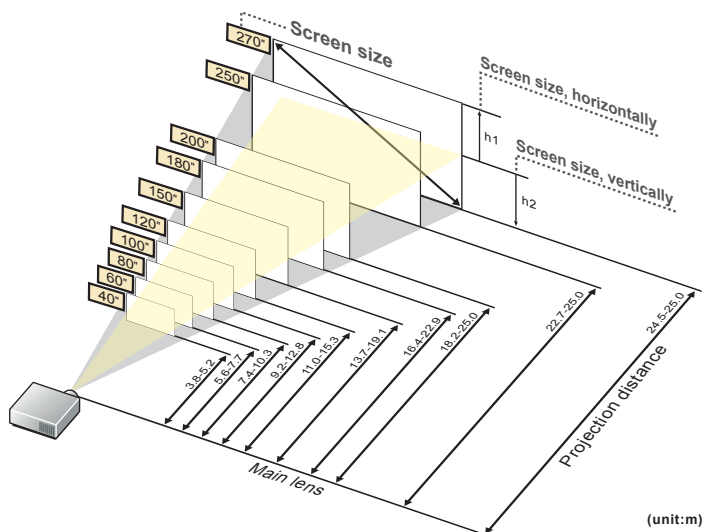 270"
Screen size
250"
Screen size, horizontally
h1
200"
Screen size, vertically
180"
h2
150"
120"
100"
80"
60"
40"
3.8-5.2
5.6-7.7
7.4-10.3
9.2-12.8
11.0-15.3
13.7-19.1
16.4-22.9
18.2-25.0
22.7-25.0
24.5-25.0
Projection distance
Main lens
(unit:m)